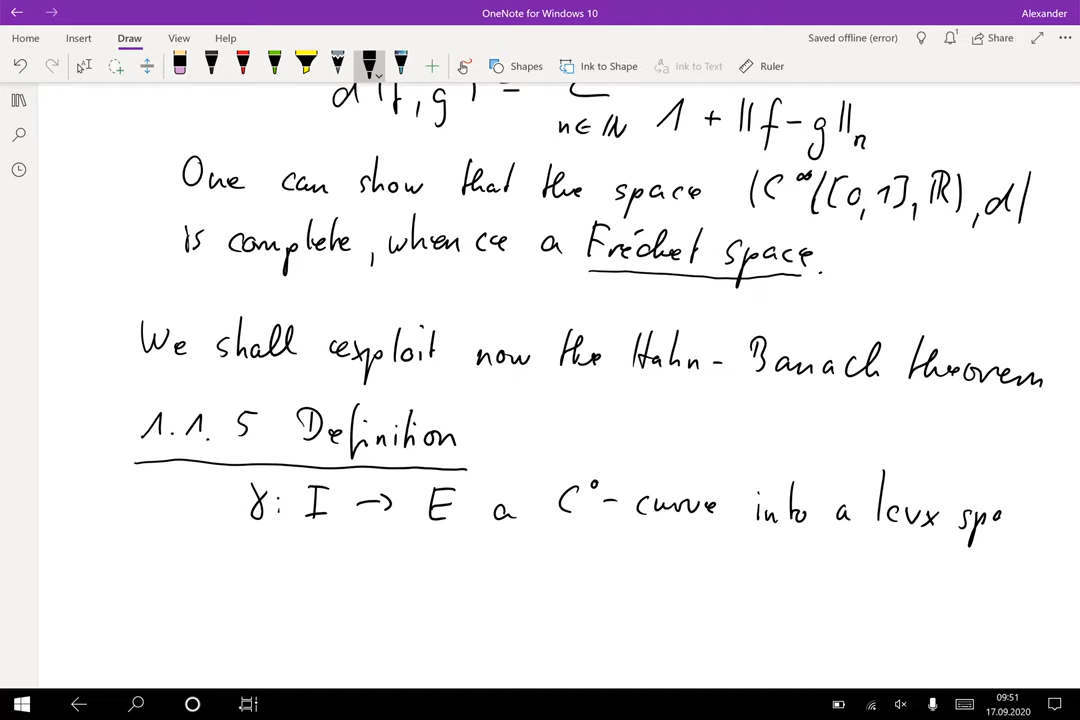 OneNote for Windows 10
Alexander
Home Insert Draw View Help
Saved offline (error)
Share
Shapes Ink to Shape Ink to Text Ruler
d(f, g) =
n∈ℕ 1 + ||f-g||ₙ
One can show that the space (C^∞([0,1],ℝ),d)
is complete, whence a Fréchet space.
We shall exploit now the Hahn-Banach theorem
1.1.5 Definition
γ: I → E a C⁰-curve into a lcvx spa
09:51
17.09.2020